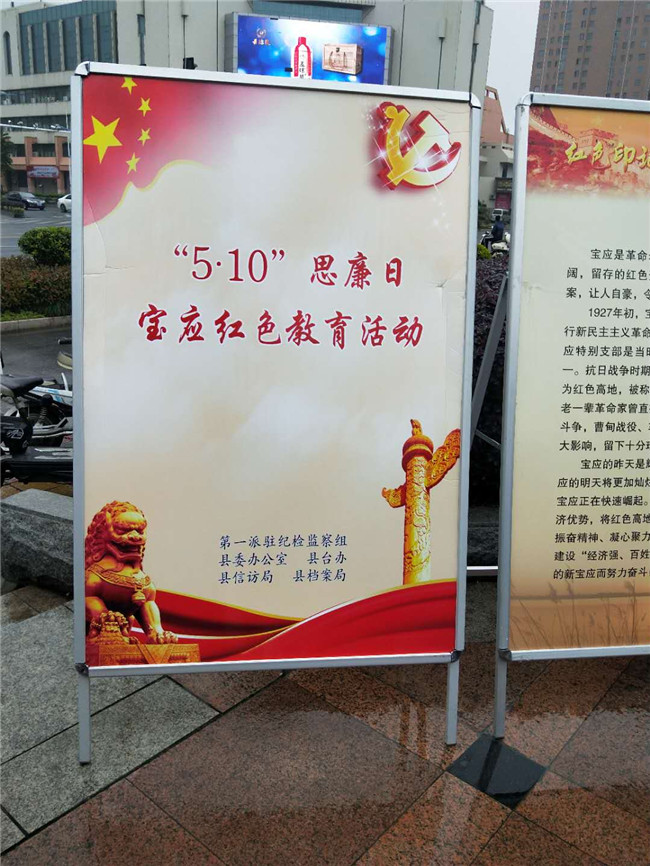 “5·10”思廉日
宝应红色教育活动
第一派驻纪检监察组
县委办公室 县台办
县信访局 县档案局
红色印
宝应是革命
阔，留存的红色
案，让人自豪，令
1927年初，宝
行新民主主义革命
应特别支部是当时
一。抗日战争时期
为红色高地，被称
老一辈革命家曾直
斗争，曹甸战役、
大影响，留下十分
宝应的昨天是
应的明天将更加灿
宝应正在快速崛起。
济优势，将红色高地
振奋精神、凝心聚力
建设“经济强、百姓
的新宝应而努力奋斗